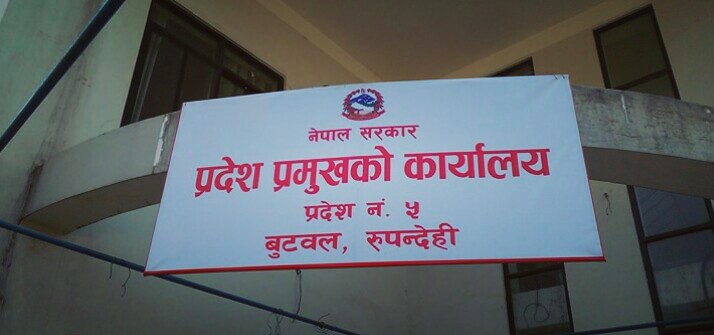 नेपाल सरकार
प्रदेश प्रमुखको कार्यालय
प्रदेश नं. ५
बुटवल, रुपन्देही